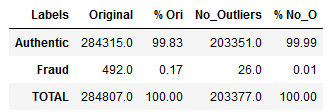 Labels Original % Ori No_Outliers % No_O
Authentic 284315.0 99.83 203351.0 99.99
Fraud 492.0 0.17 26.0 0.01
TOTAL 284807.0 100.00 203377.0 100.00